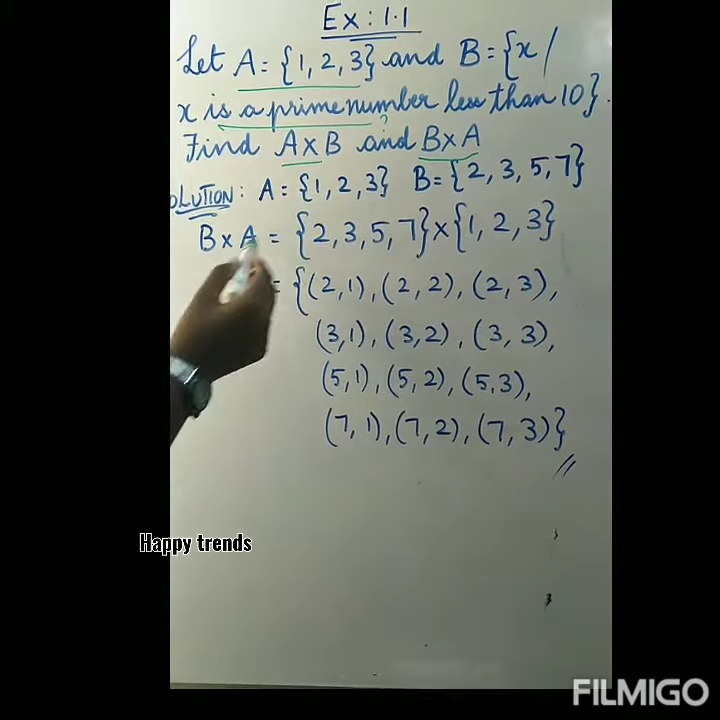 Ex: 1.1
Let A = {1, 2, 3} and B = {x /
x is a prime number less than 10}.
Find A x B and B x A
OLUTION: A = {1, 2, 3} B = {2, 3, 5, 7}
B x A = {2, 3, 5, 7} x {1, 2, 3}
= {(2, 1), (2, 2), (2, 3),
(3, 1), (3, 2), (3, 3),
(5, 1), (5, 2), (5, 3),
(7, 1), (7, 2), (7, 3)}
Happy trends
FILMIGO